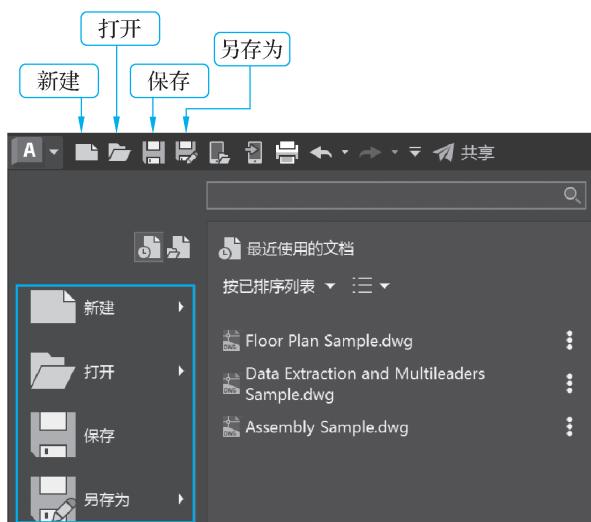 打开
另存为
新建
保存
A
共享
最近使用的文档
按已排序列表
新建
Floor Plan Sample.dwg
打开
Data Extraction and Multileaders
Sample.dwg
保存
Assembly Sample.dwg
另存为